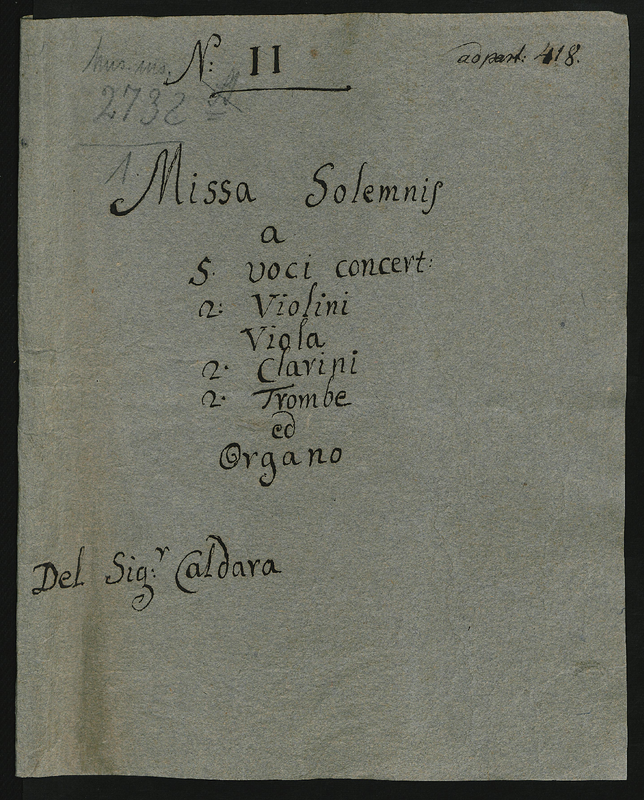 N: II
ad part: 418.
Mus. ms.
2732
1.
Missa Solemnis
a
5. voci concert:
2: Violini
Viola
2. Clarini
2. Trombe
ed
Organo
Del Sig:r Caldara